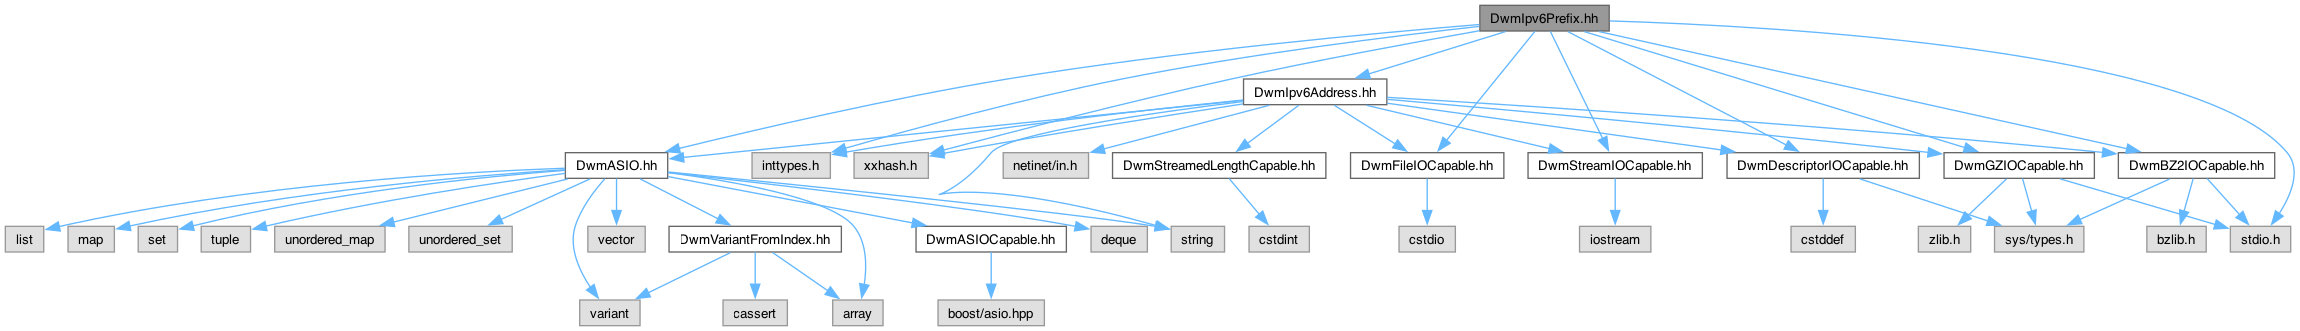 DwmIpv6Prefix.hh
DwmIpv6Address.hh
DwmASIO.hh
inttypes.h
xxhash.h
netinet/in.h
DwmStreamedLengthCapable.hh
DwmFileIOCapable.hh
DwmStreamIOCapable.hh
DwmDescriptorIOCapable.hh
DwmGZIOCapable.hh
DwmBZ2IOCapable.hh
list
map
set
tuple
unordered_map
unordered_set
vector
DwmVariantFromIndex.hh
DwmASIOCapable.hh
deque
string
cstdint
cstdio
iostream
cstddef
zlib.h
sys/types.h
bzlib.h
stdio.h
variant
cassert
array
boost/asio.hpp